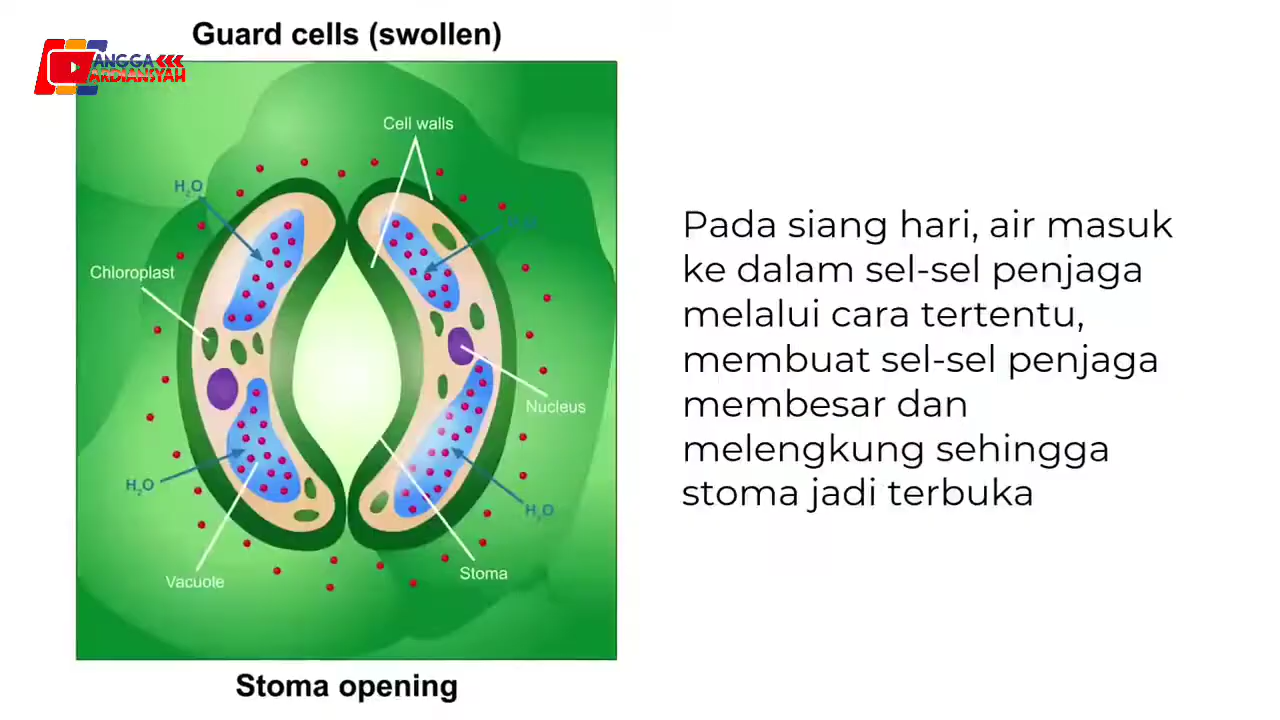 Guard cells (swollen)
ANGGA
ARDIANSYAH
Cell walls
H2O
H2O
Chloroplast
Nucleus
H2O
H2O
Stoma
Vacuole
Stoma opening
Pada siang hari, air masuk
ke dalam sel-sel penjaga
melalui cara tertentu,
membuat sel-sel penjaga
membesar dan
melengkung sehingga
stoma jadi terbuka